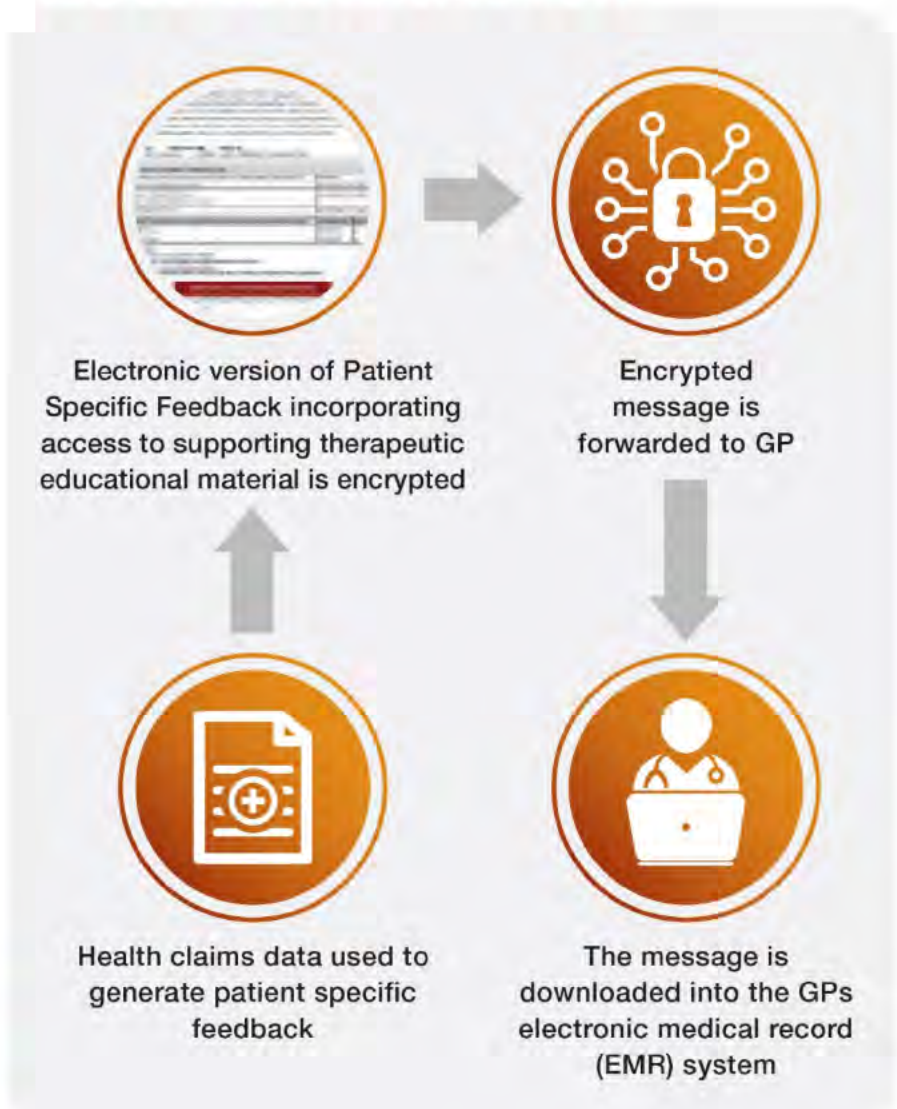 Electronic version of Patient
Specific Feedback incorporating
access to supporting therapeutic
educational material is encrypted
Encrypted
message is
forwarded to GP
Health claims data used to
generate patient specific
feedback
The message is
downloaded into the GPs
electronic medical record
(EMR) system